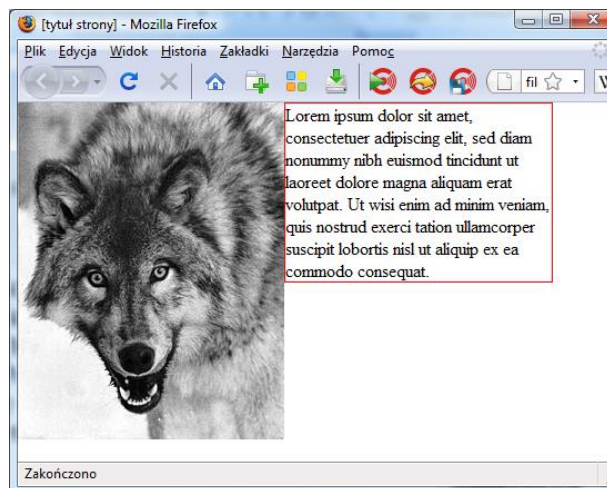 [tytuł strony] - Mozilla Firefox
Plik Edycja Widok Historia Zakładki Narzędzia Pomoc
fil W
Lorem ipsum dolor sit amet,
consectetuer adipiscing elit, sed diam
nonummy nibh euismod tincidunt ut
laoreet dolore magna aliquam erat
volutpat. Ut wisi enim ad minim veniam,
quis nostrud exerci tation ullamcorper
suscipit lobortis nisl ut aliquip ex ea
commodo consequat.
Zakończono